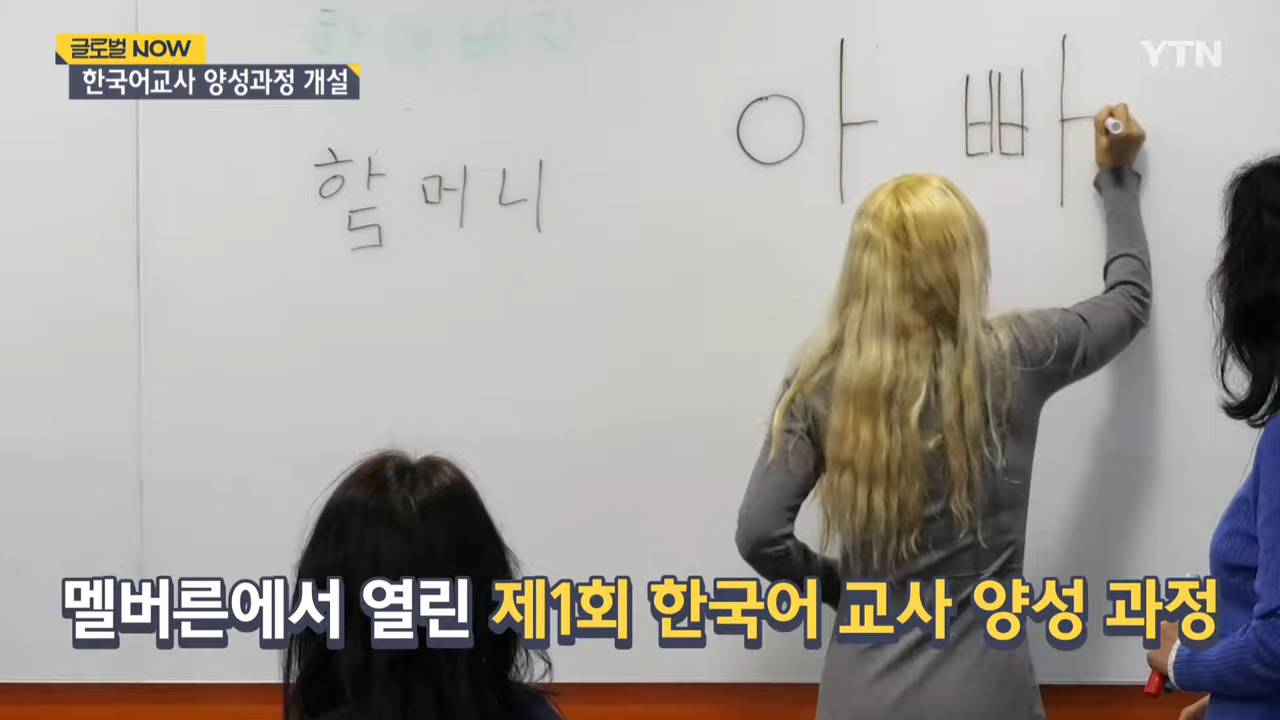 글로벌 NOW
YTN
한국어교사 양성과정 개설
아빠
할머니
멜버른에서 열린 제1회 한국어 교사 양성 과정